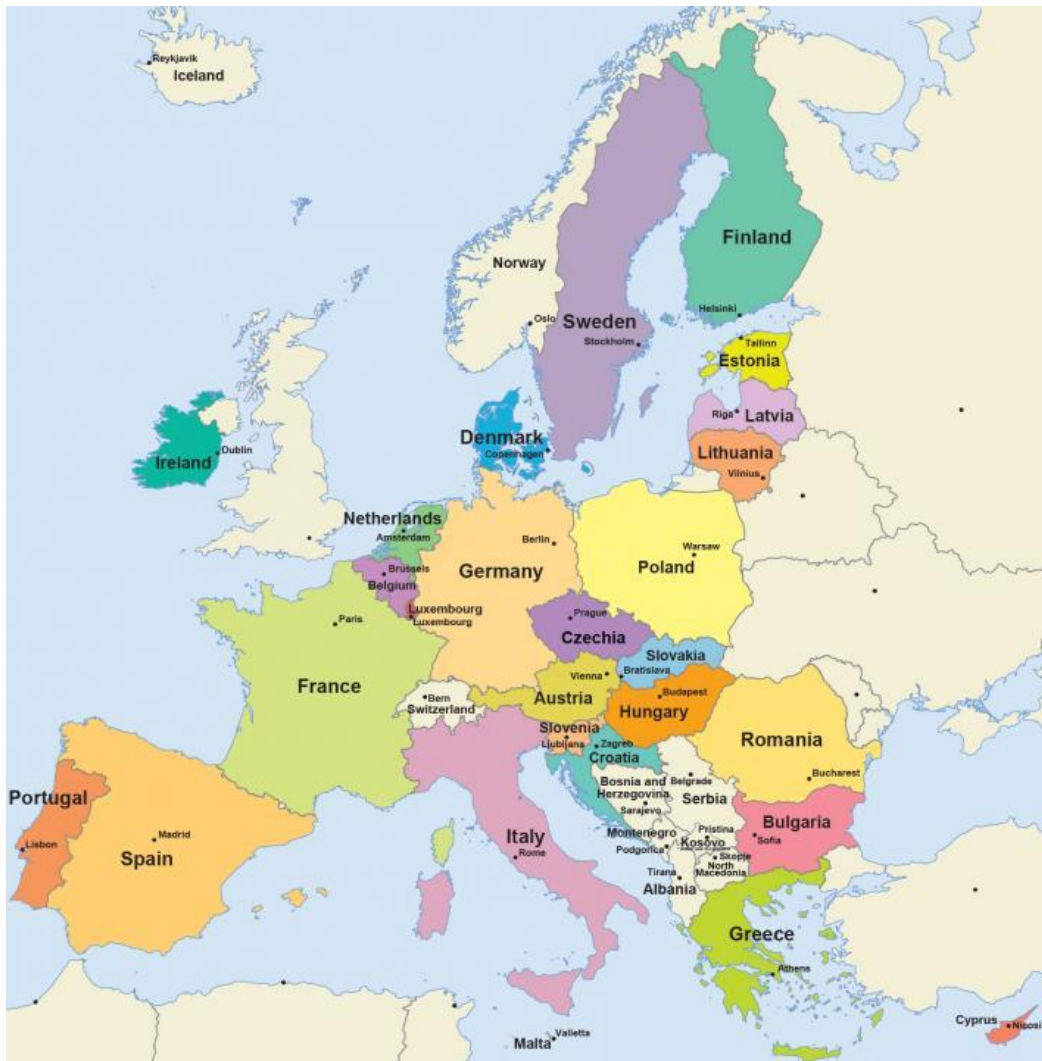 Reykjavik
Iceland
Finland
Norway
Helsinki
Oslo
Sweden
Stockholm
Tallinn
Estonia
Riga
Latvia
Denmark
Copenhagen
Dublin
Ireland
Lithuania
Vilnius
Netherlands
Amsterdam
Berlin
Warsaw
Poland
Germany
Brussels
Belgium
Luxembourg
Luxembourg
Paris
Prague
Czechia
Slovakia
Bratislava
Vienna
France
Bern
Switzerland
Austria
Budapest
Hungary
Slovenia
Ljubljana
Zagreb
Croatia
Romania
Bucharest
Bosnia and
Herzegovina
Sarajevo
Belgrade
Serbia
Portugal
Lisbon
Madrid
Spain
Italy
Rome
Montenegro
Podgorica
Pristina
Kosovo
Bulgaria
Sofia
Skopje
North
Macedonia
Tirana
Albania
Greece
Athens
Cyprus
Nicosi
Malta
Valletta